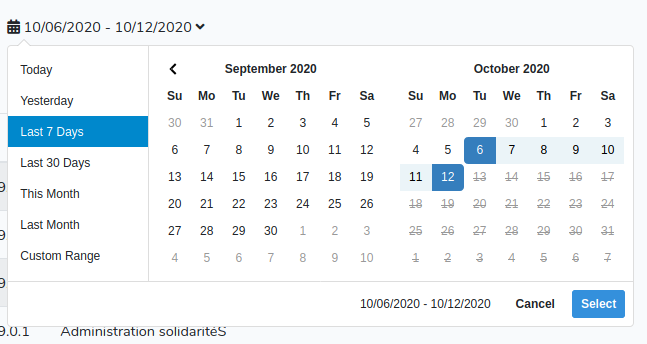 10/06/2020 - 10/12/2020
Today
Yesterday
Last 7 Days
Last 30 Days
This Month
Last Month
Custom Range
September 2020
Su Mo Tu We Th Fr Sa
30 31 1 2 3 4 5
6 7 8 9 10 11 12
13 14 15 16 17 18 19
20 21 22 23 24 25 26
27 28 29 30 1 2 3
4 5 6 7 8 9 10
October 2020
Su Mo Tu We Th Fr Sa
27 28 29 30 1 2 3
4 5 6 7 8 9 10
11 12 13 14 15 16 17
18 19 20 21 22 23 24
25 26 27 28 29 30 31
1 2 3 4 5 6 7
10/06/2020 - 10/12/2020 Cancel Select
9.0.1 Administration solidaritéS